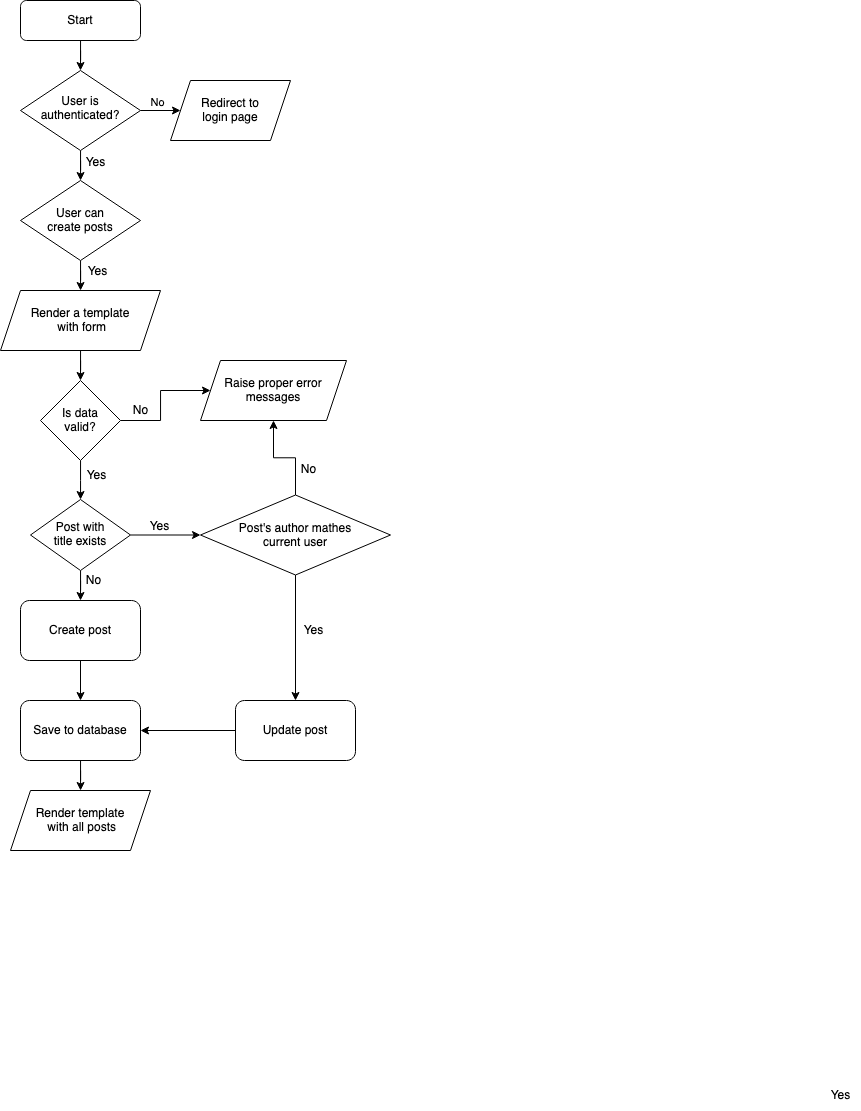 Start
User is
authenticated?
No
Redirect to
login page
Yes
User can
create posts
Yes
Render a template
with form
Is data
valid?
No
Raise proper error
messages
Yes
No
Post with
title exists
Yes
Post's author mathes
current user
No
Create post
Yes
Save to database
Update post
Render template
with all posts
Yes